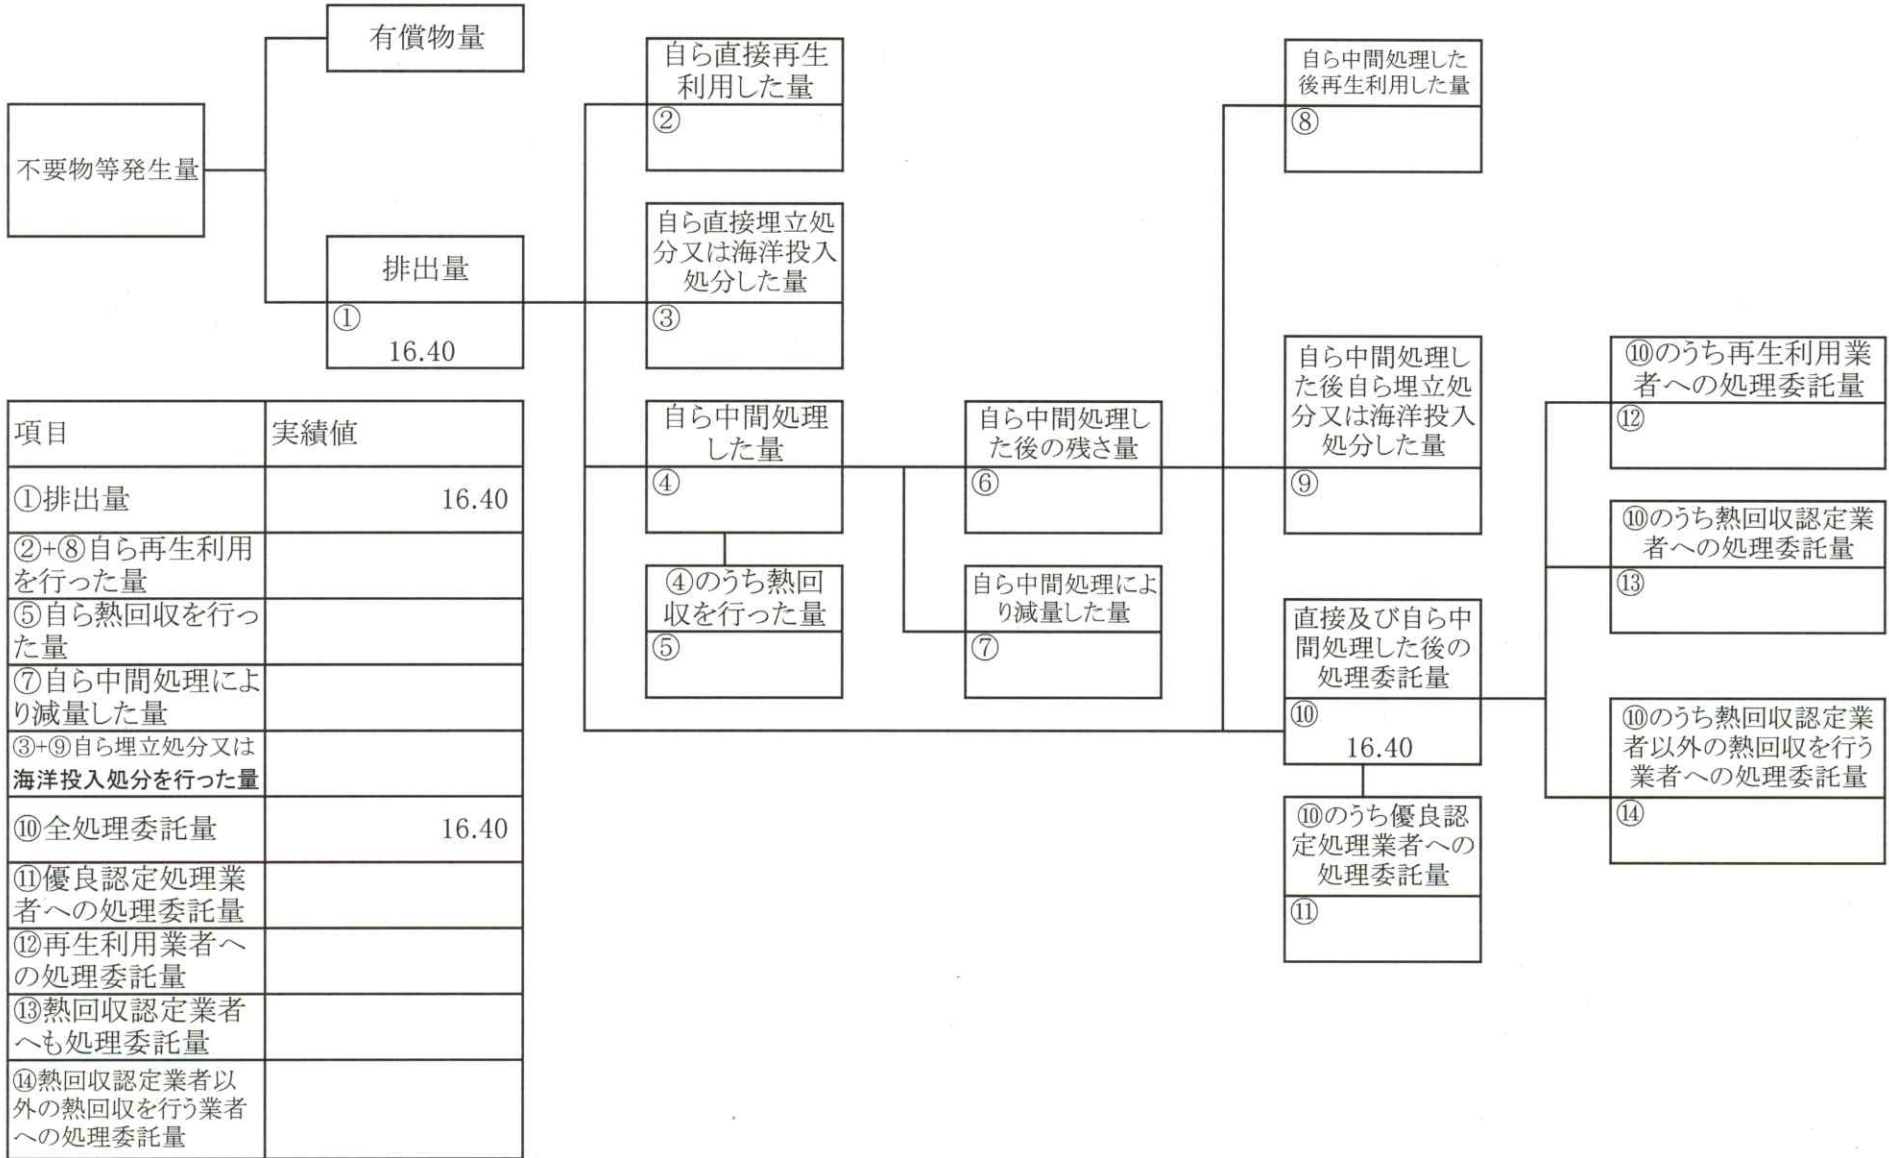 有償物量
不要物等発生量
排出量
①
16.40
自ら直接再生
利用した量
②
自ら直接埋立処
分又は海洋投入
処分した量
③
自ら中間処理
した量
④
④のうち熱回
収を行った量
⑤
自ら中間処理し
た後の残さ量
⑥
自ら中間処理によ
り減量した量
⑦
自ら中間処理した
後再生利用した量
⑧
自ら中間処理し
た後自ら埋立処
分又は海洋投入
処分した量
⑨
直接及び自ら中
間処理した後の
処理委託量
⑩
16.40
⑩のうち優良認
定処理業者への
処理委託量
⑪
⑩のうち再生利用業
者への処理委託量
⑫
⑩のうち熱回収認定業
者への処理委託量
⑬
⑩のうち熱回収認定業
者以外の熱回収を行う
業者への処理委託量
⑭
項目 実績値
①排出量 16.40
②+⑧自ら再生利用
を行った量
⑤自ら熱回収を行っ
た量
⑦自ら中間処理によ
り減量した量
③+⑨自ら埋立処分又は
海洋投入処分を行った量
⑩全処理委託量 16.40
⑪優良認定処理業
者への処理委託量
⑫再生利用業者へ
の処理委託量
⑬熱回収認定業者
へも処理委託量
⑭熱回収認定業者以
外の熱回収を行う業者
への処理委託量